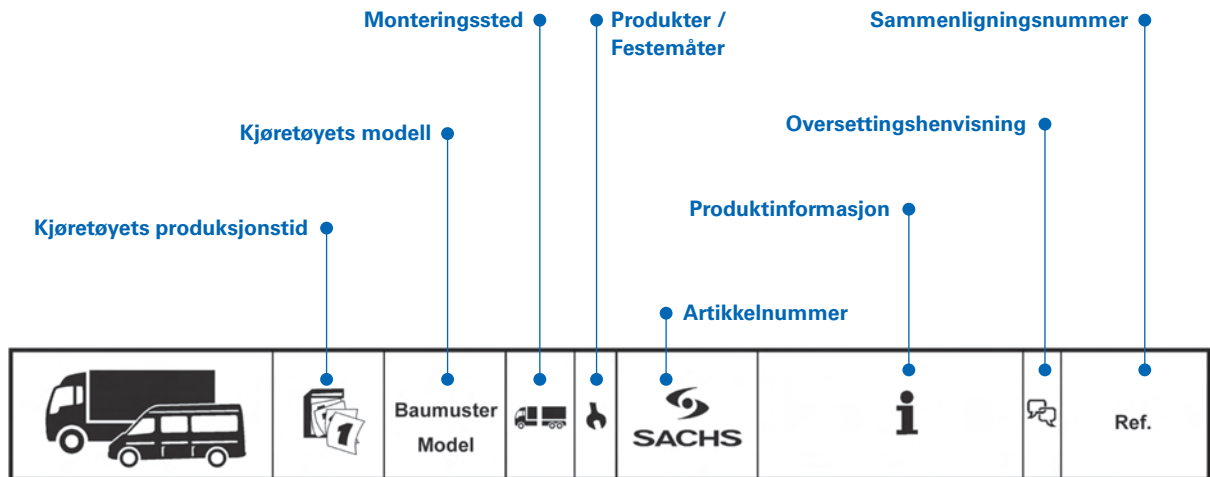 Monteringssted
Produkter /
Festemåter
Sammenligningsnummer
Kjøretøyets modell
Oversettingshenvisning
Produktinformasjon
Kjøretøyets produksjonstid
Artikkelnummer
1
Baumuster
Model
SACHS
i
Ref.